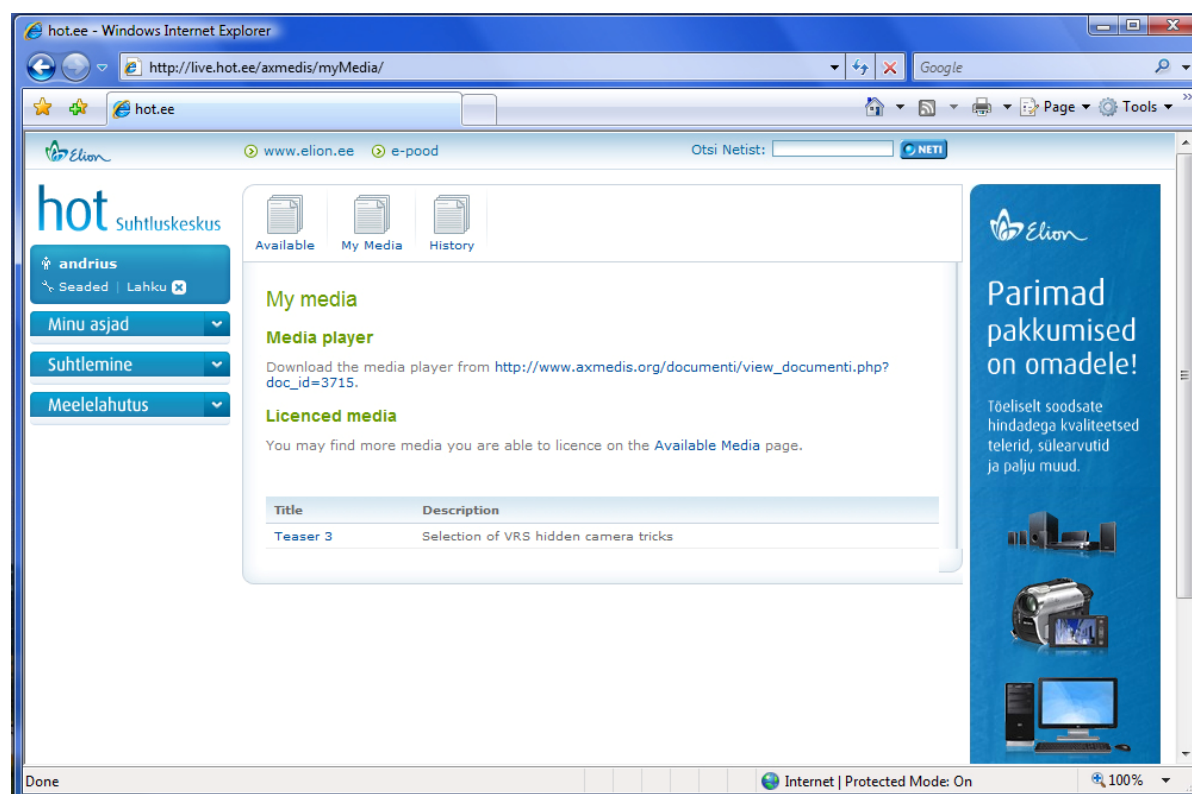 hot.ee - Windows Internet Explorer
http://live.hot.ee/axmedis/myMedia/
Google
hot.ee
Page
Tools
Elion
www.elion.ee
e-pood
Otsi Netist:
NETI
hot Suhtluskeskus
andrius
Seaded | Lahku
Minu asjad
Suhtlemine
Meelelahutus
Available
My Media
History
My media
Media player
Download the media player from http://www.axmedis.org/documenti/view_documenti.php?
doc_id=3715.
Licenced media
You may find more media you are able to licence on the Available Media page.
Title Description
Teaser 3 Selection of VRS hidden camera tricks
Elion
Parimad
pakkumised
on omadele!
Tõeliselt soodsate
hindadega kvaliteetsed
telerid, sülearvutid
ja palju muud.
Done
Internet | Protected Mode: On
100%